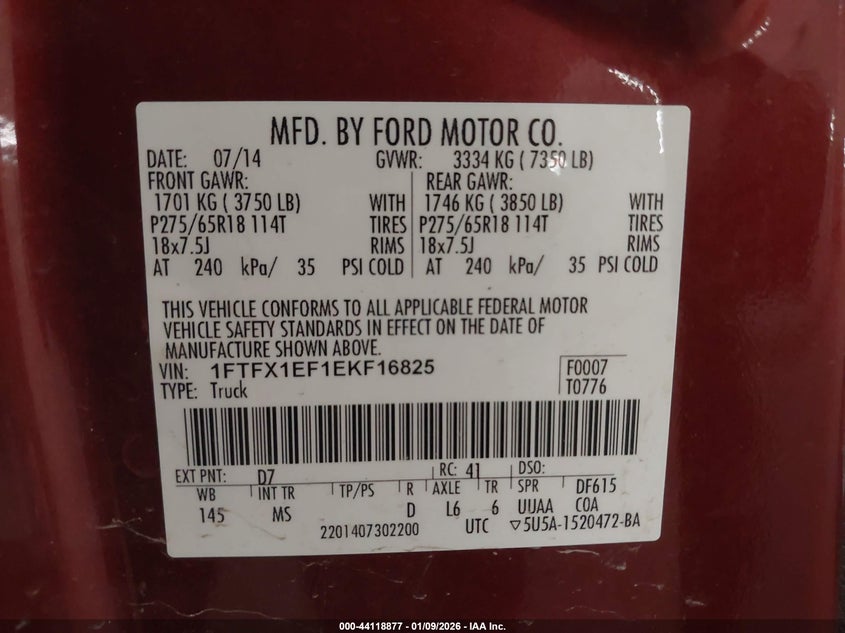 MFD. BY FORD MOTOR CO.
DATE: 07/14 GVWR: 3334 KG ( 7350 LB)
FRONT GAWR: REAR GAWR:
1701 KG ( 3750 LB) WITH 1746 KG ( 3850 LB) WITH
P275/65R18 114T TIRES P275/65R18 114T TIRES
18x7.5J RIMS 18x7.5J RIMS
AT 240 kPa/ 35 PSI COLD AT 240 kPa/ 35 PSI COLD
THIS VEHICLE CONFORMS TO ALL APPLICABLE FEDERAL MOTOR
VEHICLE SAFETY STANDARDS IN EFFECT ON THE DATE OF
MANUFACTURE SHOWN ABOVE.
VIN: 1FTFX1EF1EKF16825 F0007
TYPE: Truck T0776
EXT PNT: D7 RC: 41 DSO:
WB INT TR TP/PS R AXLE TR SPR DF615
145 MS D L6 6 UUAA COA
2201407302200 UTC ▽5U5A-1520472-BA
000-44118877 - 01/09/2026 - IAA Inc.